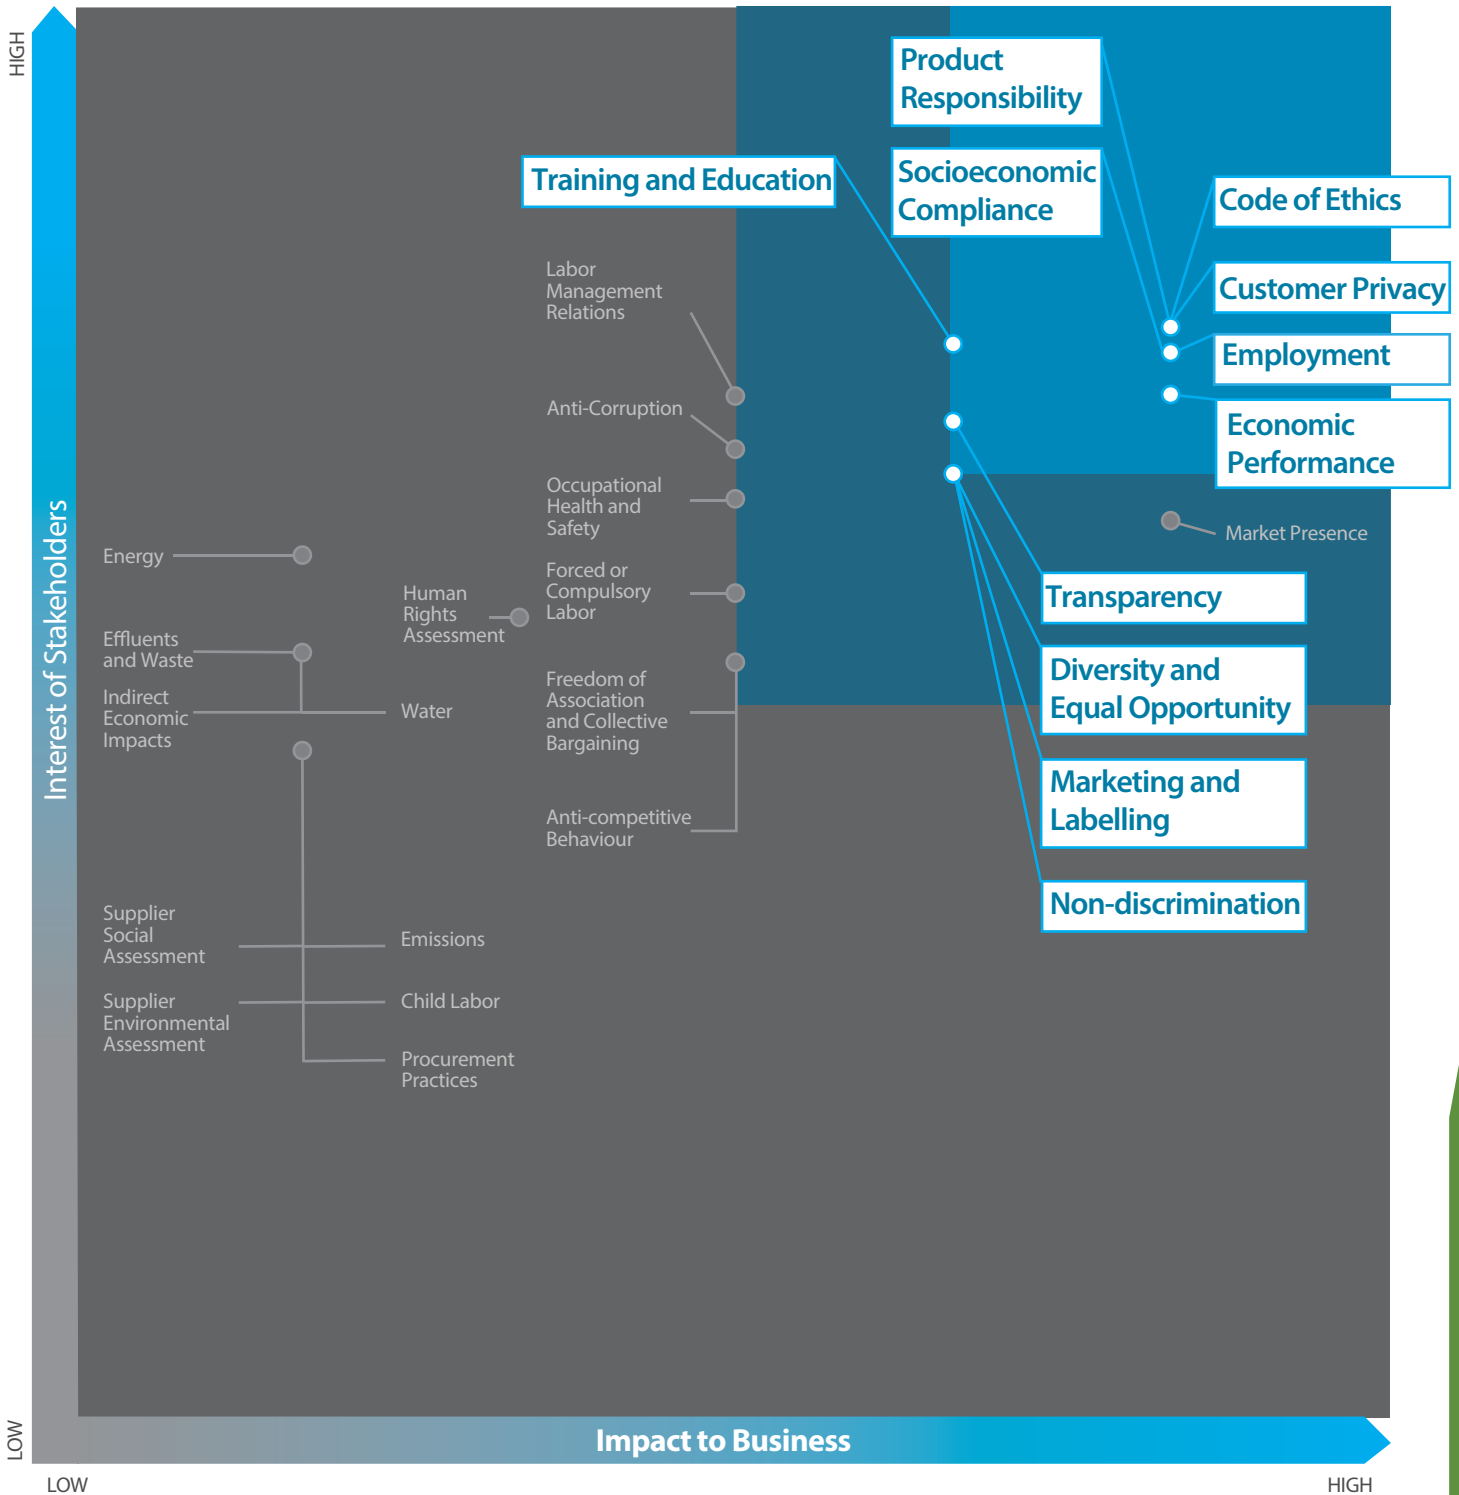 HIGH
Product
Responsibility
Training and Education
Socioeconomic
Compliance
Code of Ethics
Customer Privacy
Employment
Economic
Performance
Labor
Management
Relations
Anti-Corruption
Occupational
Health and
Safety
Market Presence
Interest of Stakeholders
Energy
Human
Rights
Assessment
Forced or
Compulsory
Labor
Transparency
Effluents
and Waste
Indirect
Economic
Impacts
Water
Freedom of
Association
and Collective
Bargaining
Diversity and
Equal Opportunity
Marketing and
Labelling
Anti-competitive
Behaviour
Non-discrimination
Supplier
Social
Assessment
Emissions
Supplier
Environmental
Assessment
Child Labor
Procurement
Practices
LOW
Impact to Business
LOW
HIGH